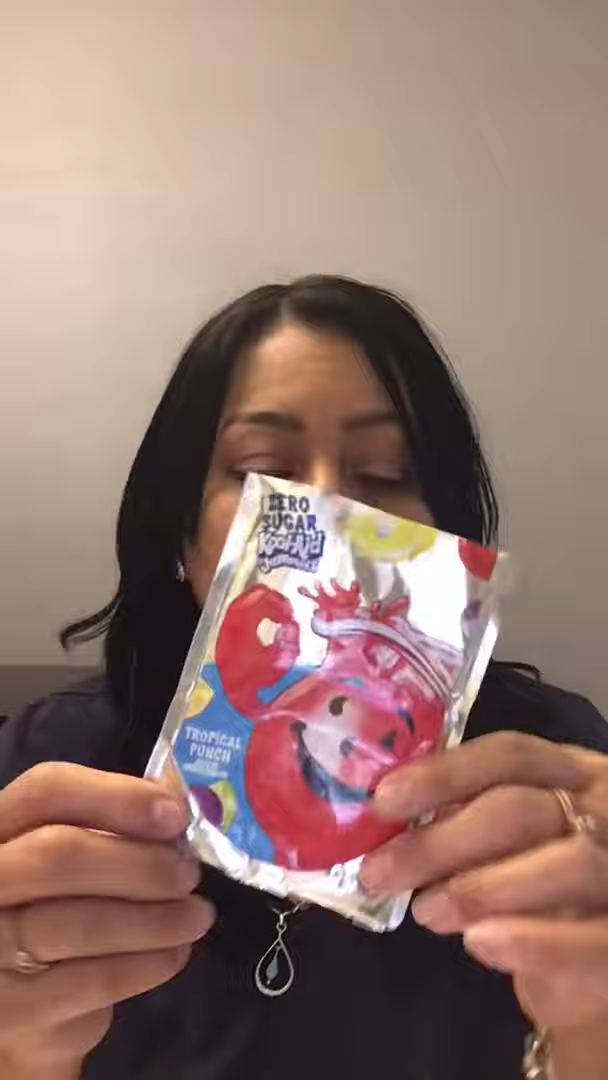 ZERO
SUGAR
Kool-Aid
Jammers
TROPICAL
PUNCH